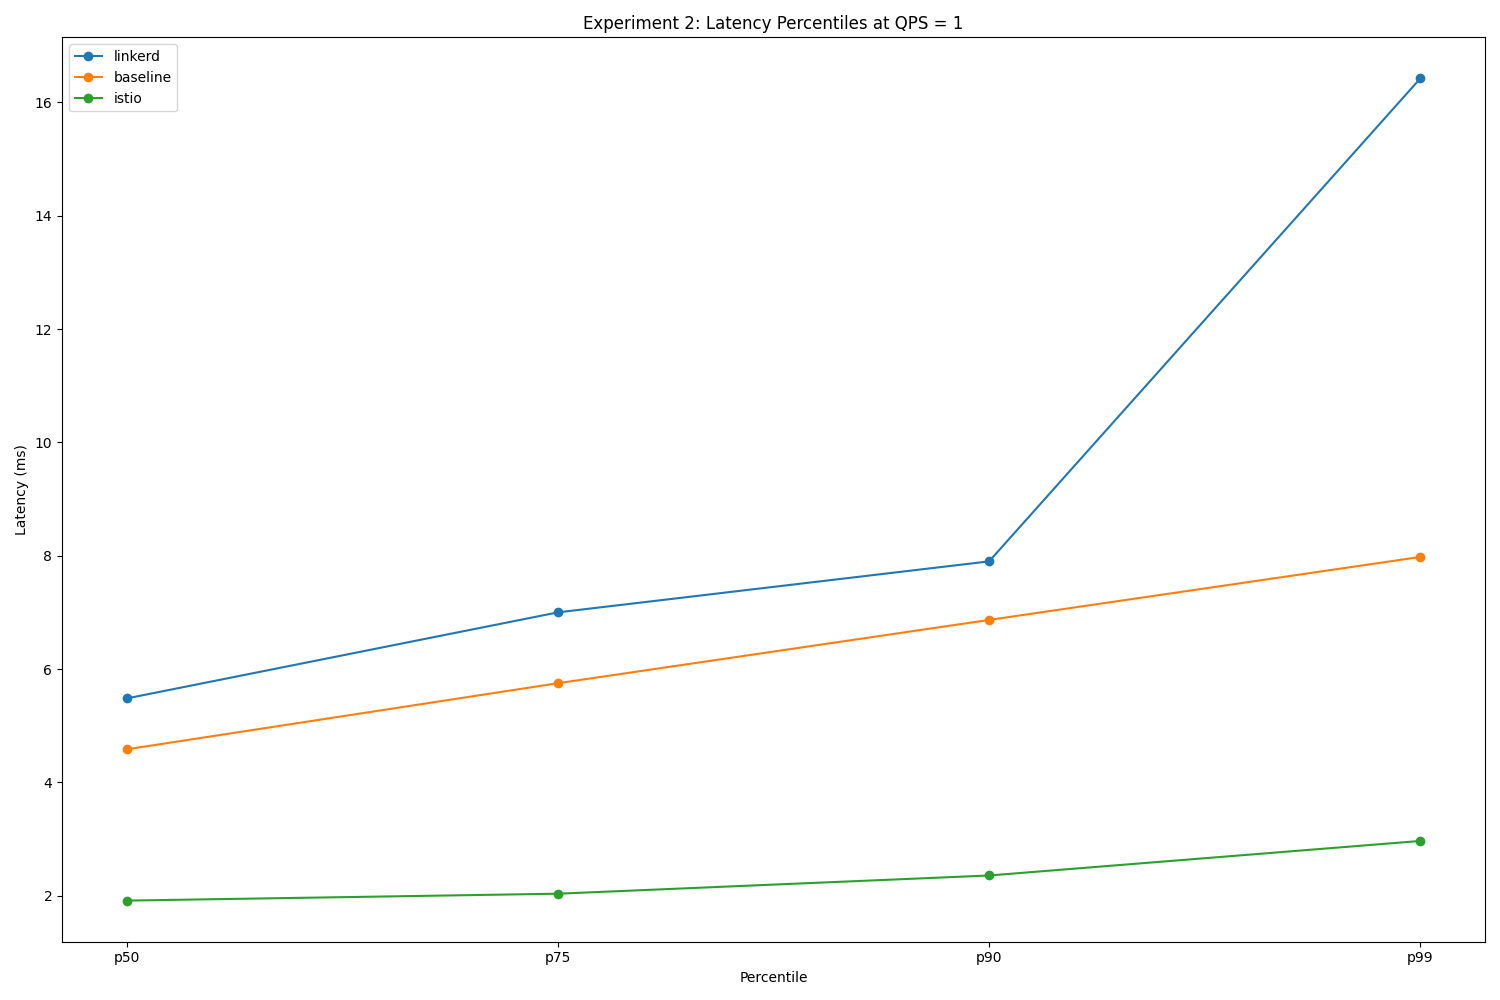 Experiment 2: Latency Percentiles at QPS = 1
linkerd
baseline
istio
16
14
12
10
8
6
4
2
Latency (ms)
p50
p75
p90
p99
Percentile